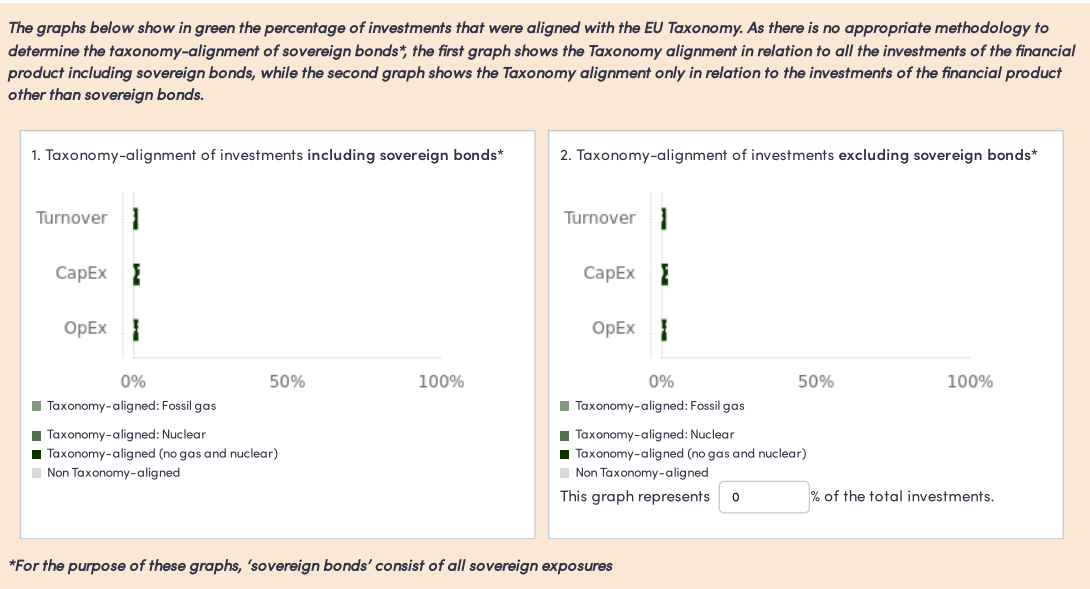 The graphs below show in green the percentage of investments that were aligned with the EU Taxonomy. As there is no appropriate methodology to
determine the taxonomy-alignment of sovereign bonds*, the first graph shows the Taxonomy alignment in relation to all the investments of the financial
product including sovereign bonds, while the second graph shows the Taxonomy alignment only in relation to the investments of the financial product
other than sovereign bonds.
1. Taxonomy-alignment of investments including sovereign bonds*
Turnover
CapEx
OpEx
0% 50% 100%
Taxonomy-aligned: Fossil gas
Taxonomy-aligned: Nuclear
Taxonomy-aligned (no gas and nuclear)
Non Taxonomy-aligned
2. Taxonomy-alignment of investments excluding sovereign bonds*
Turnover
CapEx
OpEx
0% 50% 100%
Taxonomy-aligned: Fossil gas
Taxonomy-aligned: Nuclear
Taxonomy-aligned (no gas and nuclear)
Non Taxonomy-aligned
This graph represents 0 % of the total investments.
*For the purpose of these graphs, ‘sovereign bonds’ consist of all sovereign exposures